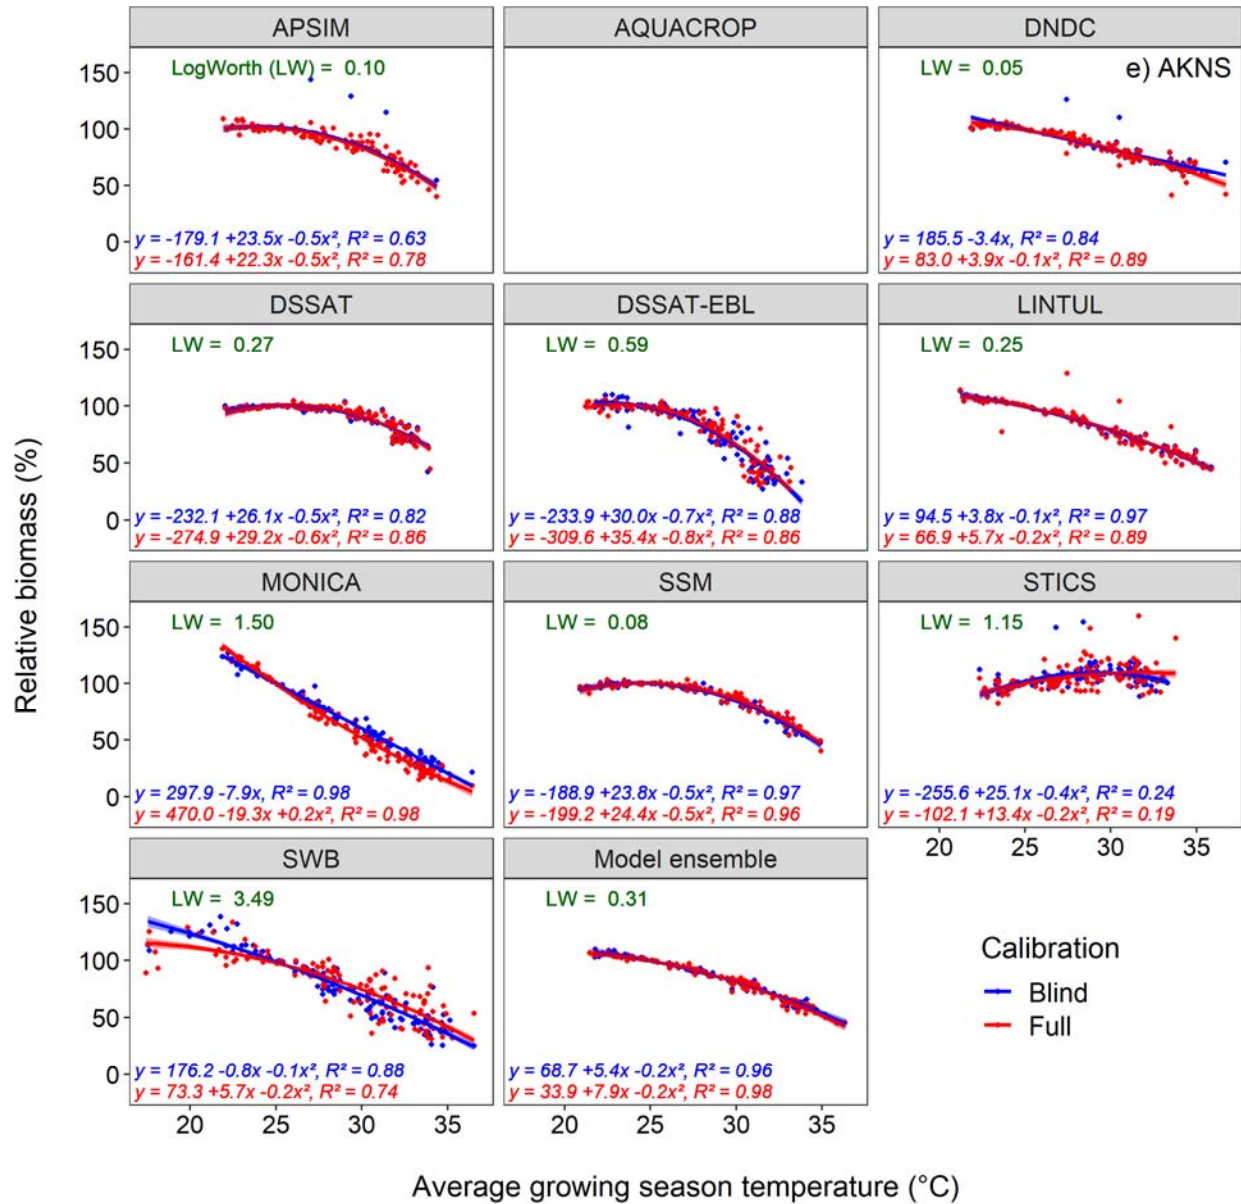 APSIM
AQUACROP
DNDC
LogWorth (LW) = 0.10
LW = 0.05
e) AKNS
150
100
50
0
y = -179.1 +23.5x -0.5x², R² = 0.63
y = -161.4 +22.3x -0.5x², R² = 0.78
y = 185.5 -3.4x, R² = 0.84
y = 83.0 +3.9x -0.1x², R² = 0.89
DSSAT
DSSAT-EBL
LINTUL
LW = 0.27
LW = 0.59
LW = 0.25
150
100
50
0
y = -232.1 +26.1x -0.5x², R² = 0.82
y = -274.9 +29.2x -0.6x², R² = 0.86
y = -233.9 +30.0x -0.7x², R² = 0.88
y = -309.6 +35.4x -0.8x², R² = 0.86
y = 94.5 +3.8x -0.1x², R² = 0.97
y = 66.9 +5.7x -0.2x², R² = 0.89
Relative biomass (%)
MONICA
SSM
STICS
LW = 1.50
LW = 0.08
LW = 1.15
150
100
50
0
y = 297.9 -7.9x, R² = 0.98
y = 470.0 -19.3x +0.2x², R² = 0.98
y = -188.9 +23.8x -0.5x², R² = 0.97
y = -199.2 +24.4x -0.5x², R² = 0.96
y = -255.6 +25.1x -0.4x², R² = 0.24
y = -102.1 +13.4x -0.2x², R² = 0.19
20 25 30 35
SWB
Model ensemble
LW = 3.49
LW = 0.31
150
100
50
0
y = 176.2 -0.8x -0.1x², R² = 0.88
y = 73.3 +5.7x -0.2x², R² = 0.74
y = 68.7 +5.4x -0.2x², R² = 0.96
y = 33.9 +7.9x -0.2x², R² = 0.98
Calibration
Blind
Full
20 25 30 35
20 25 30 35
Average growing season temperature (°C)